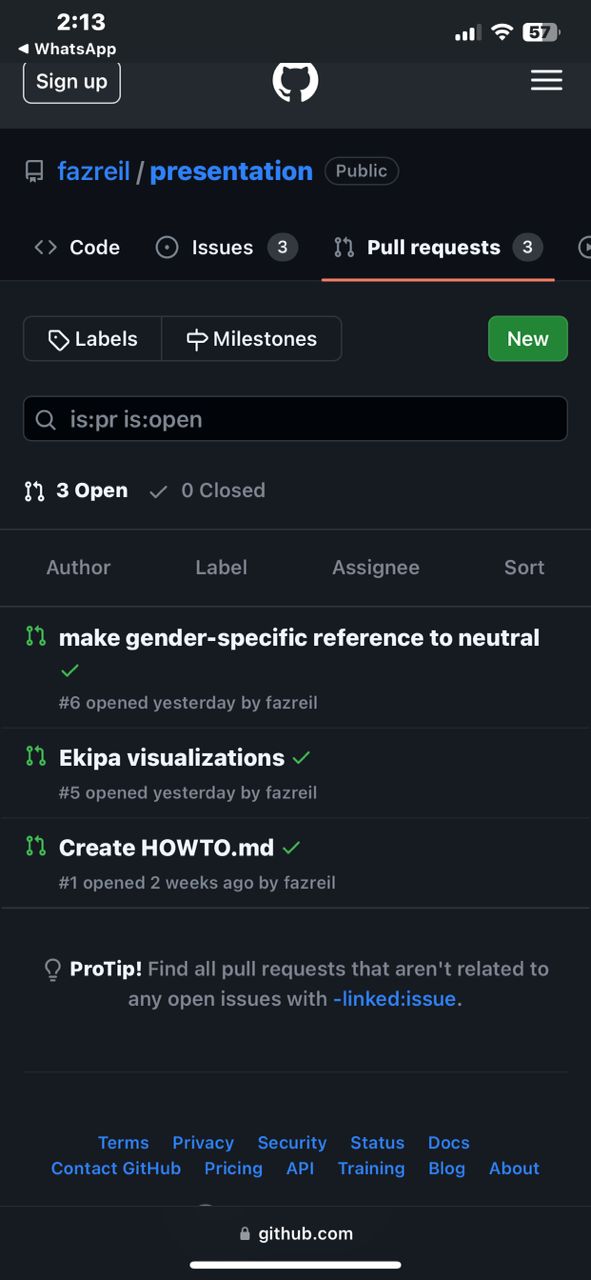 2:13
57
◀ WhatsApp
Sign up
fazreil / presentation Public
Code Issues 3 Pull requests 3
Labels Milestones New
is:pr is:open
3 Open 0 Closed
Author Label Assignee Sort
make gender-specific reference to neutral
#6 opened yesterday by fazreil
Ekipa visualizations
#5 opened yesterday by fazreil
Create HOWTO.md
#1 opened 2 weeks ago by fazreil
ProTip! Find all pull requests that aren't related to
any open issues with -linked:issue.
Terms Privacy Security Status Docs
Contact GitHub Pricing API Training Blog About
github.com